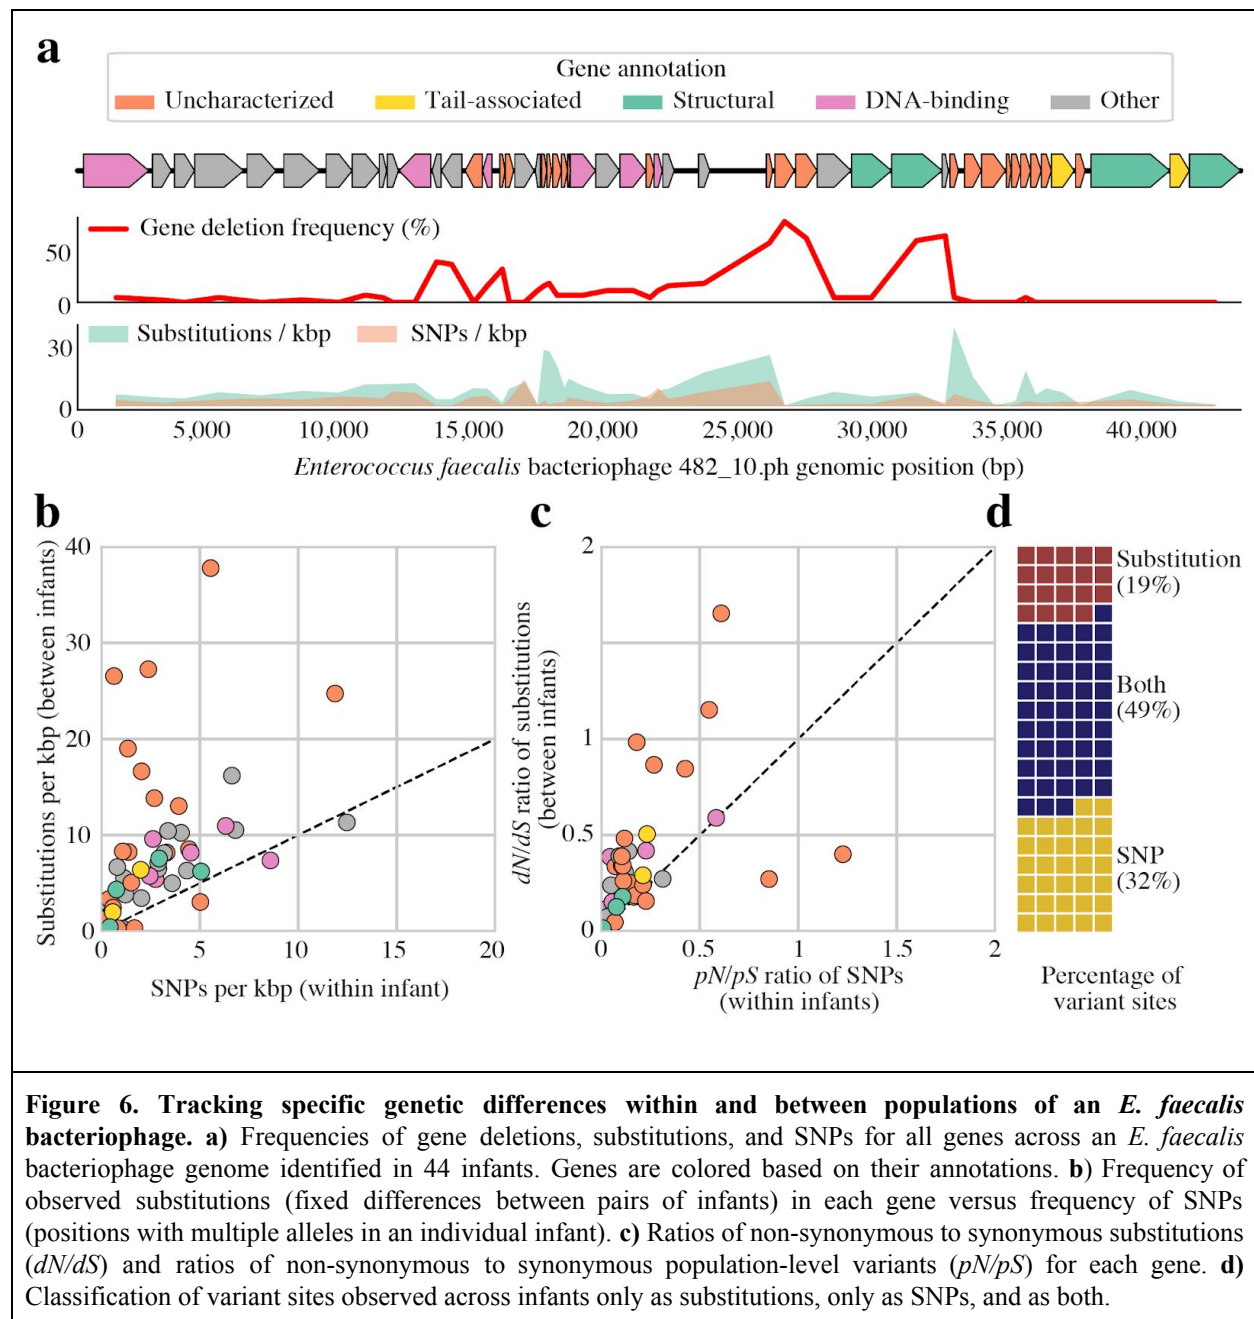 a
Gene annotation
Uncharacterized Tail-associated Structural DNA-binding Other
Gene deletion frequency (%)
50
0
Substitutions / kbp SNPs / kbp
30
0
0 5,000 10,000 15,000 20,000 25,000 30,000 35,000 40,000
Enterococcus faecalis bacteriophage 482_10.ph genomic position (bp)
b
Substitutions per kbp (between infants)
40
30
20
10
0
0 5 10 15 20
SNPs per kbp (within infant)
c
dN/dS ratio of substitutions
(between infants)
2
1
0.5
0
0 0.5 1 1.5 2
pN/pS ratio of SNPs
(within infants)
d
Substitution
(19%)
Both
(49%)
SNP
(32%)
Percentage of
variant sites
Figure 6. Tracking specific genetic differences within and between populations of an E. faecalis
bacteriophage. a) Frequencies of gene deletions, substitutions, and SNPs for all genes across an E. faecalis
bacteriophage genome identified in 44 infants. Genes are colored based on their annotations. b) Frequency of
observed substitutions (fixed differences between pairs of infants) in each gene versus frequency of SNPs
(positions with multiple alleles in an individual infant). c) Ratios of non-synonymous to synonymous substitutions
(dN/dS) and ratios of non-synonymous to synonymous population-level variants (pN/pS) for each gene. d)
Classification of variant sites observed across infants only as substitutions, only as SNPs, and as both.